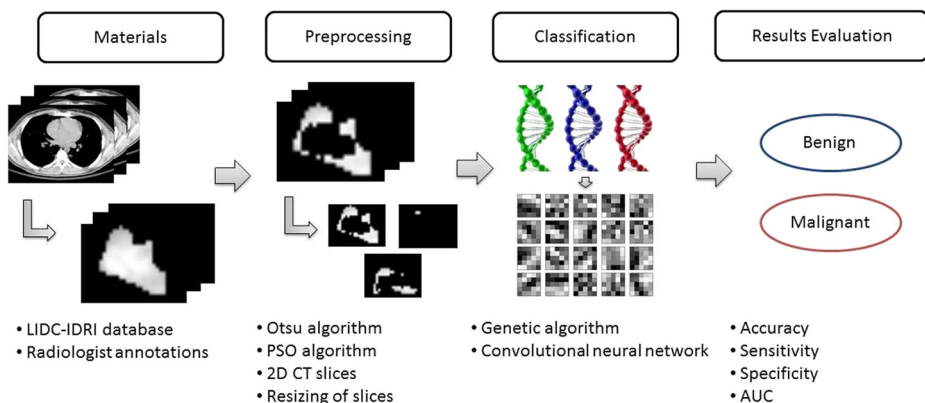 Materials
Preprocessing
Classification
Results Evaluation
Benign
Malignant
• LIDC-IDRI database
• Radiologist annotations
• Otsu algorithm
• PSO algorithm
• 2D CT slices
• Resizing of slices
• Genetic algorithm
• Convolutional neural network
• Accuracy
• Sensitivity
• Specificity
• AUC